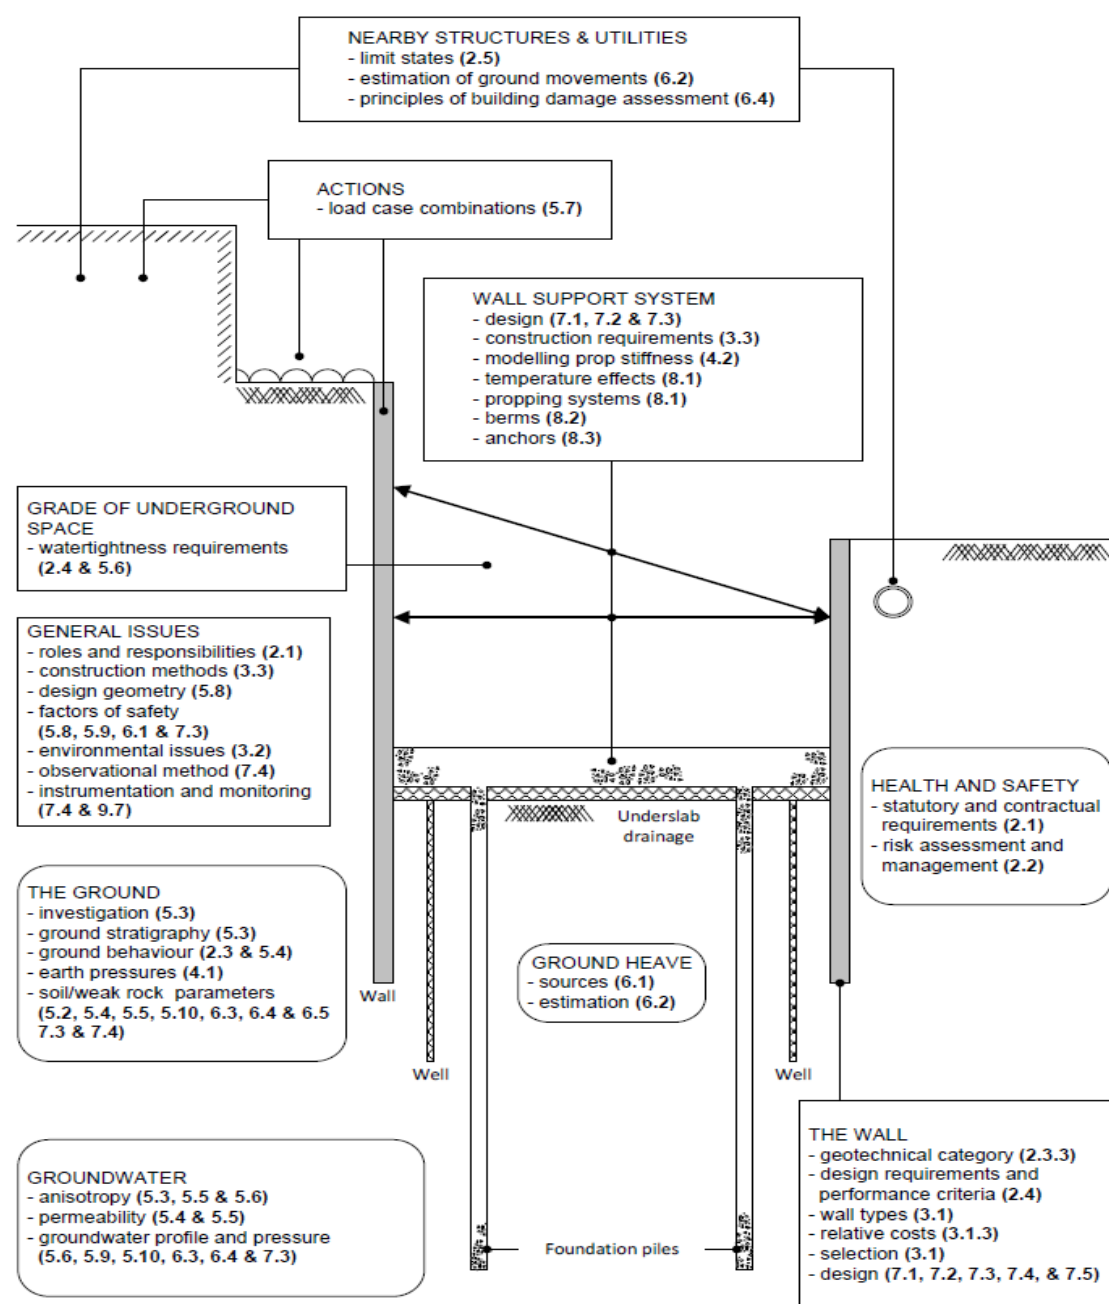 NEARBY STRUCTURES & UTILITIES
- limit states (2.5)
- estimation of ground movements (6.2)
- principles of building damage assessment (6.4)
ACTIONS
- load case combinations (5.7)
WALL SUPPORT SYSTEM
- design (7.1, 7.2 & 7.3)
- construction requirements (3.3)
- modelling prop stiffness (4.2)
- temperature effects (8.1)
- propping systems (8.1)
- berms (8.2)
- anchors (8.3)
GRADE OF UNDERGROUND
SPACE
- watertightness requirements
(2.4 & 5.6)
GENERAL ISSUES
- roles and responsibilities (2.1)
- construction methods (3.3)
- design geometry (5.8)
- factors of safety
(5.8, 5.9, 6.1 & 7.3)
- environmental issues (3.2)
- observational method (7.4)
- instrumentation and monitoring
(7.4 & 9.7)
Underslab
drainage
HEALTH AND SAFETY
- statutory and contractual
requirements (2.1)
- risk assessment and
management (2.2)
THE GROUND
- investigation (5.3)
- ground stratigraphy (5.3)
- ground behaviour (2.3 & 5.4)
- earth pressures (4.1)
- soil/weak rock parameters
(5.2, 5.4, 5.5, 5.10, 6.3, 6.4 & 6.5
7.3 & 7.4)
Wall
GROUND HEAVE
- sources (6.1)
- estimation (6.2)
Well
Well
GROUNDWATER
- anisotropy (5.3, 5.5 & 5.6)
- permeability (5.4 & 5.5)
- groundwater profile and pressure
(5.6, 5.9, 5.10, 6.3, 6.4 & 7.3)
Foundation piles
THE WALL
- geotechnical category (2.3.3)
- design requirements and
performance criteria (2.4)
- wall types (3.1)
- relative costs (3.1.3)
- selection (3.1)
- design (7.1, 7.2, 7.3, 7.4, & 7.5)